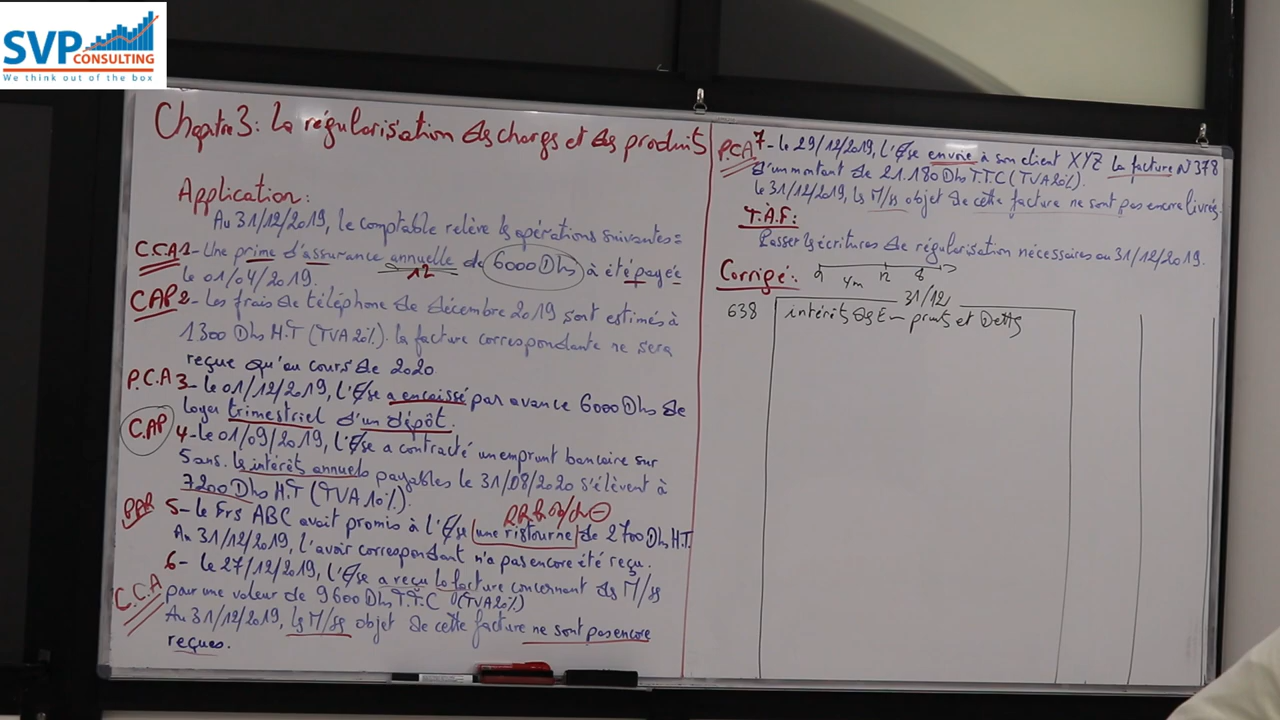 SVP
CONSULTING
We think out of the box
Chapitre 3: La régularisation des charges et des produits
Application:
Au 31/12/2019, le comptable relève les opérations suivantes:
C.C.A 1- Une prime d'assurance annuelle de 6000 Dhs à été payée
12
le 01/04/2019.
CAP 2- Les frais de téléphone de décembre 2019 sont estimés à
1300 Dhs H.T (TVA 20%). la facture correspondante ne sera
reçue qu'au cours de 2020
P.C.A 3- le 01/12/2019, l'E/se a encaissé par avance 6000 Dhs de
loyer trimestriel d'un dépôt.
C.AP 4- Le 01/09/2019, l'E/se a contracté un emprunt bancaire sur
5 ans. les intérêts annuels payables le 31/08/2020 s'élèvent à
7200 Dhs H.T (TVA 10%).
PAR 5- le Frs ABC avait promis à l'E/se une ristourne de 2700 Dhs H.T.
Au 31/12/2019, l'avoir correspondant n'a pas encore été reçu.
6- le 27/12/2019, l'E/se a reçu la facture concernant des M/ses
C.C.A pour une valeur de 9600 Dhs T.T.C (TVA 20%)
Au 31/12/2019, les M/ses objet de cette facture ne sont pas encore
reçues.
P.CA 7- le 29/12/2019, l'E/se envoie à son client XYZ la facture N°378
d'un montant de 21.180 Dhs T.T.C (TVA 20%).
le 31/12/2019, les M/ses objet de cette facture ne sont pas encore livrés.
T.A.F:
Passer les écritures de régularisation nécessaires au 31/12/2019.
Corrigé:
4m 8
31/12
638 intérêts des Emprunts et Dettes